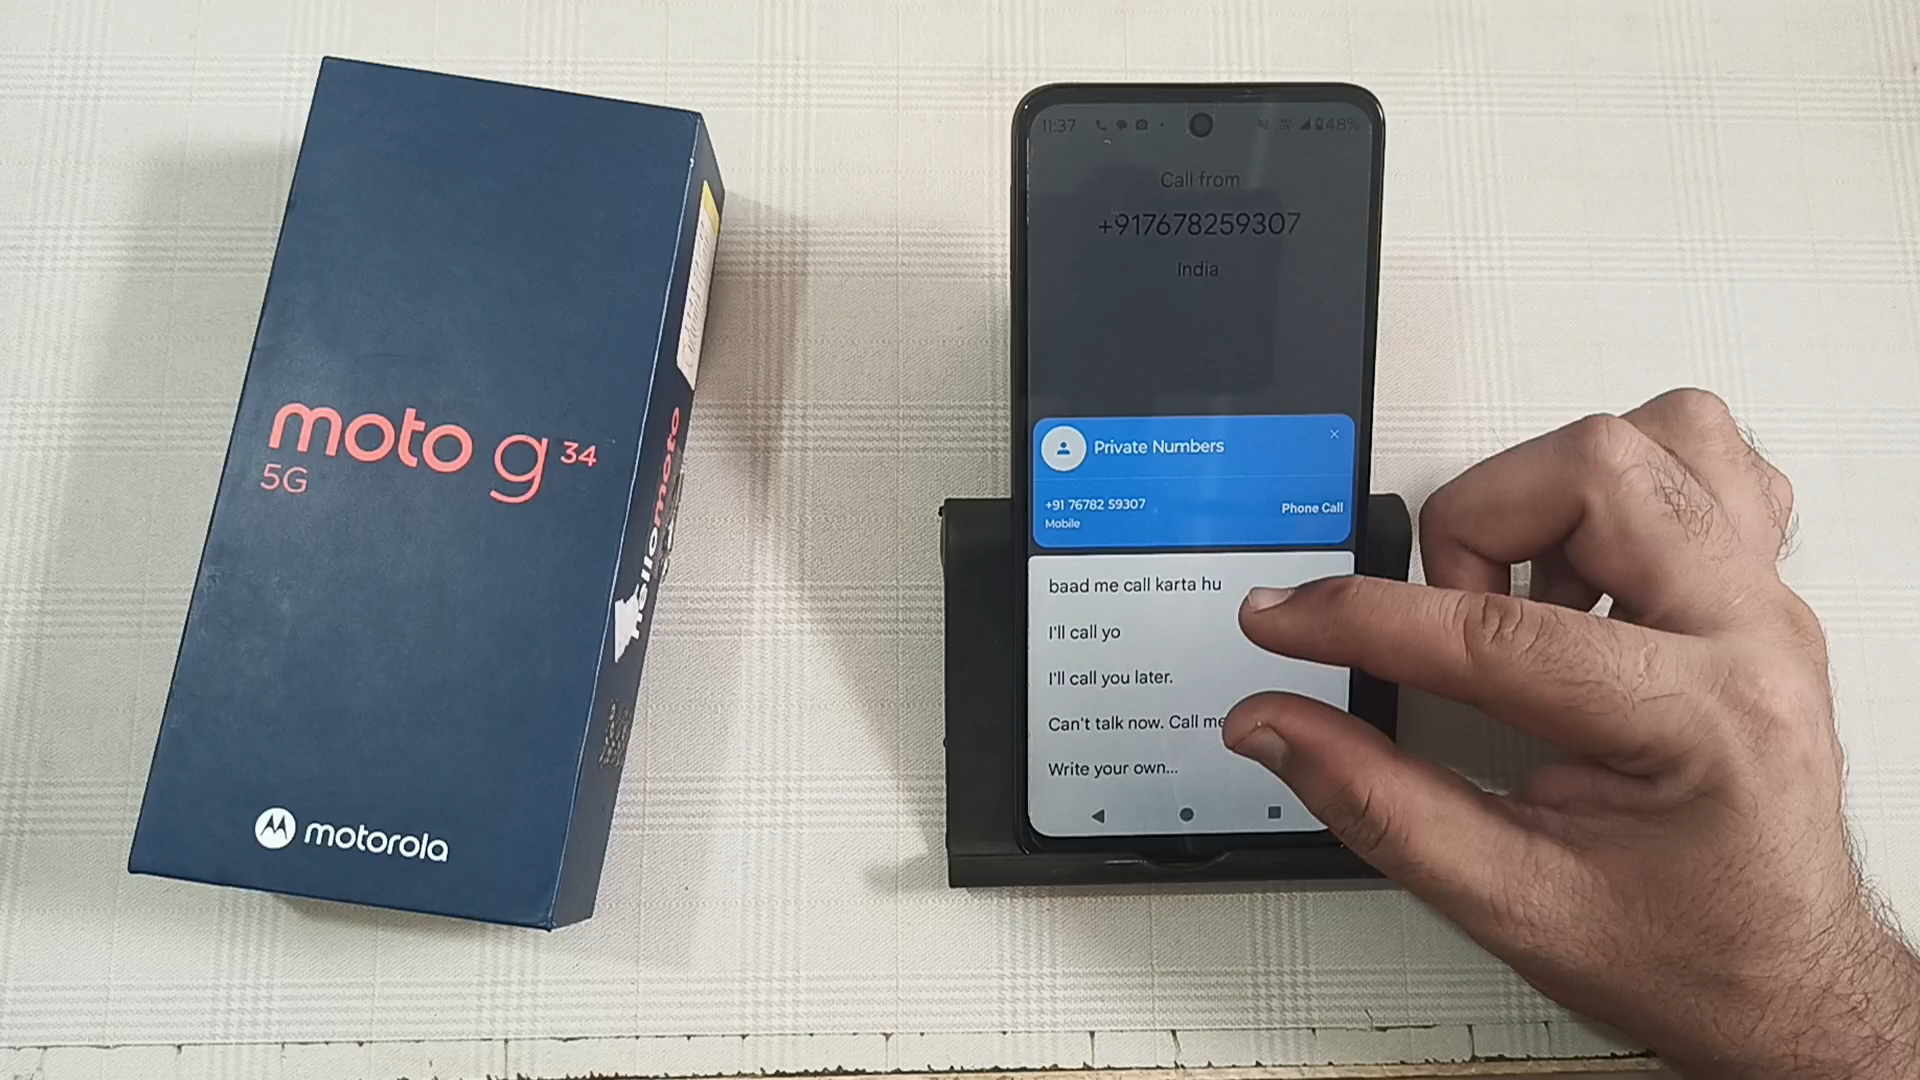 moto g 34
5G
hellomoto
motorola
11:37
48%
Call from
+917678259307
India
Private Numbers
+91 76782 59307
Mobile
Phone Call
baad me call karta hu
I'll call yo
I'll call you later.
Can't talk now. Call me
Write your own...